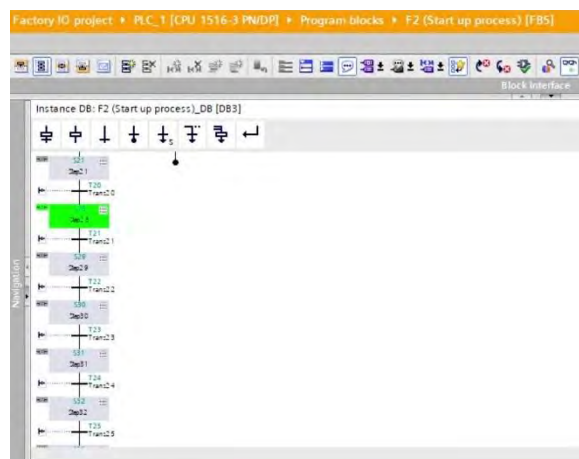 Factory IO project ▸ PLC_1 [CPU 1516-3 PN/DP] ▸ Program blocks ▸ F2 (Start up process) [FB5]
Block interface
Instance DB: F2 (Start up process)_DB [DB3]
S21
Step21
T20
Trans20
T21
Trans21
S29
Step29
T22
Trans22
S30
Step30
T23
Trans23
S31
Step31
T24
Trans24
S32
Step32
T25
Trans25
Navigation